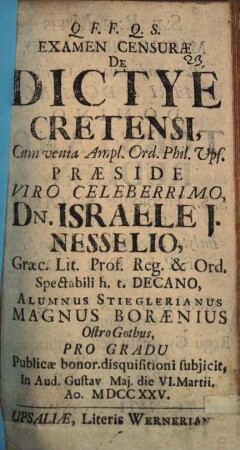 Q. F. F. Q. S.
EXAMEN CENSURÆ
DE
23,
DICTYE
CRETENSI,
Cum venia Ampl. Ord. Phil. Ups.
PRÆSIDE
VIRO CELEBERRIMO,
DN. ISRAELE J.
NESSELIO,
Græc. Lit. Prof. Reg. & Ord.
Spectabili h. t. DECANO,
ALUMNUS STIEGLERIANUS
MAGNUS BORÆNIUS
Ostro Gothus,
PRO GRADU
Publicæ bonor. disquisitioni subjicit,
In Aud. Gustav Maj. die VI. Martii.
Ao. MDCCXXV.
UPSALIÆ, Literis WERNERIAN